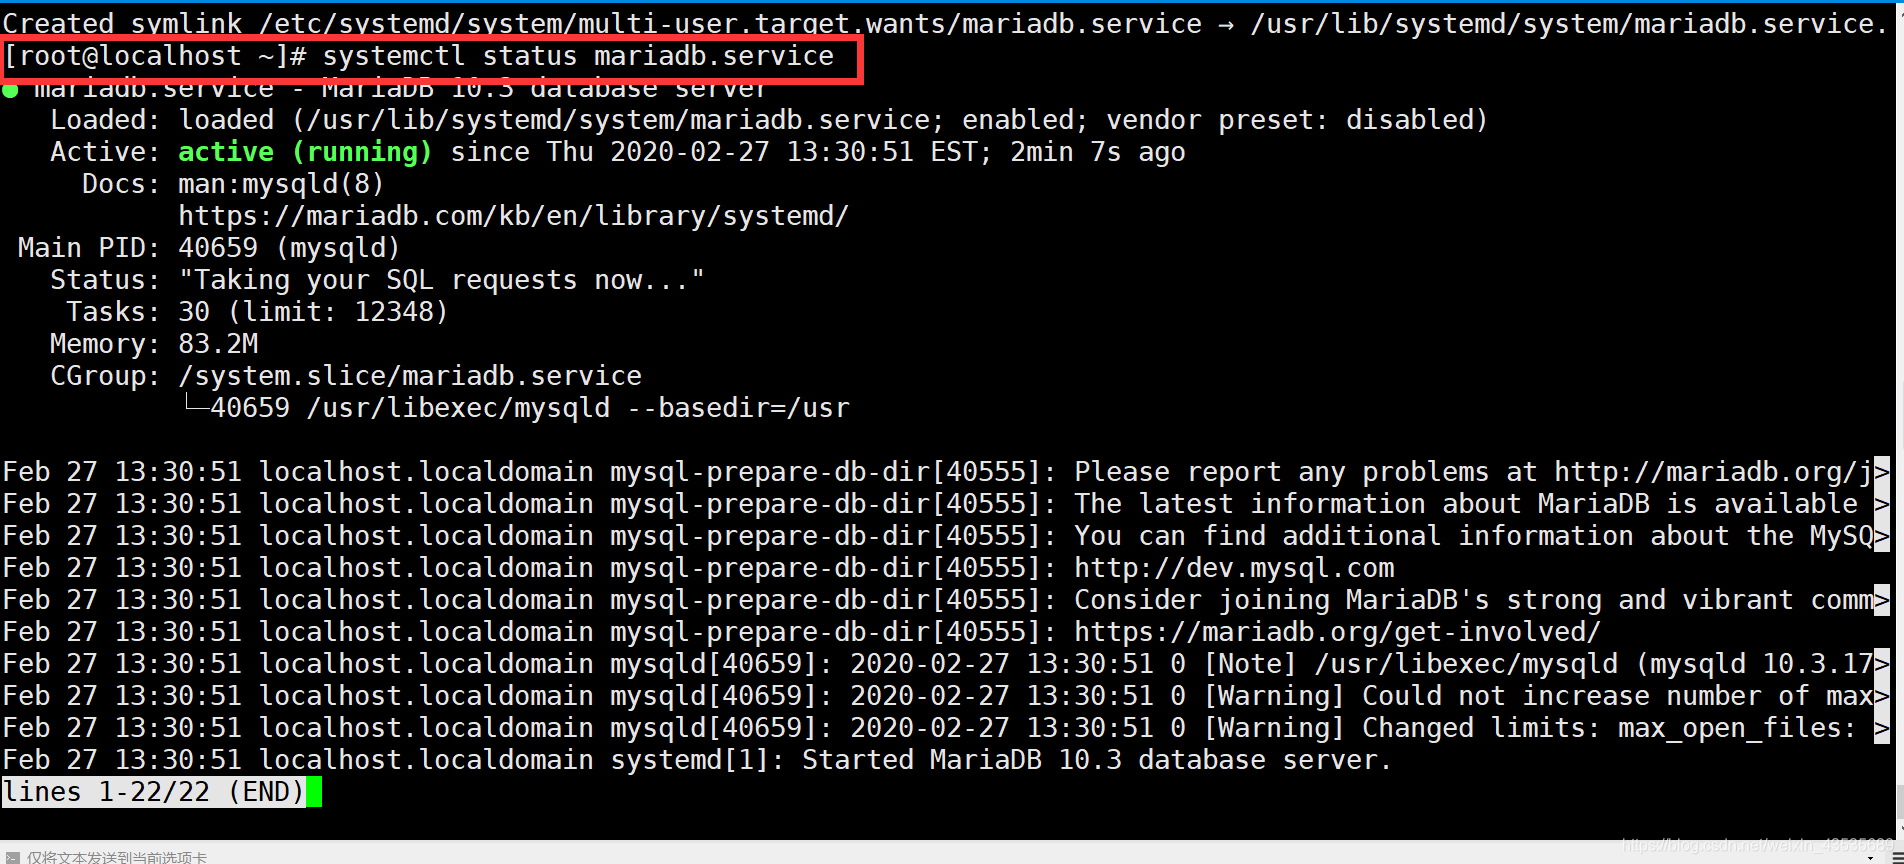 Created symlink /etc/systemd/system/multi-user.target.wants/mariadb.service → /usr/lib/systemd/system/mariadb.service.
[root@localhost ~]# systemctl status mariadb.service
● mariadb.service - MariaDB 10.3 database server
Loaded: loaded (/usr/lib/systemd/system/mariadb.service; enabled; vendor preset: disabled)
Active: active (running) since Thu 2020-02-27 13:30:51 EST; 2min 7s ago
Docs: man:mysqld(8)
https://mariadb.com/kb/en/library/systemd/
Main PID: 40659 (mysqld)
Status: "Taking your SQL requests now..."
Tasks: 30 (limit: 12348)
Memory: 83.2M
CGroup: /system.slice/mariadb.service
└─40659 /usr/libexec/mysqld --basedir=/usr
Feb 27 13:30:51 localhost.localdomain mysql-prepare-db-dir[40555]: Please report any problems at http://mariadb.org/j>
Feb 27 13:30:51 localhost.localdomain mysql-prepare-db-dir[40555]: The latest information about MariaDB is available >
Feb 27 13:30:51 localhost.localdomain mysql-prepare-db-dir[40555]: You can find additional information about the MySQ>
Feb 27 13:30:51 localhost.localdomain mysql-prepare-db-dir[40555]: http://dev.mysql.com
Feb 27 13:30:51 localhost.localdomain mysql-prepare-db-dir[40555]: Consider joining MariaDB's strong and vibrant comm>
Feb 27 13:30:51 localhost.localdomain mysql-prepare-db-dir[40555]: https://mariadb.org/get-involved/
Feb 27 13:30:51 localhost.localdomain mysqld[40659]: 2020-02-27 13:30:51 0 [Note] /usr/libexec/mysqld (mysqld 10.3.17>
Feb 27 13:30:51 localhost.localdomain mysqld[40659]: 2020-02-27 13:30:51 0 [Warning] Could not increase number of max>
Feb 27 13:30:51 localhost.localdomain mysqld[40659]: 2020-02-27 13:30:51 0 [Warning] Changed limits: max_open_files: >
Feb 27 13:30:51 localhost.localdomain systemd[1]: Started MariaDB 10.3 database server.
lines 1-22/22 (END)
仅将文本发送到当前选项卡